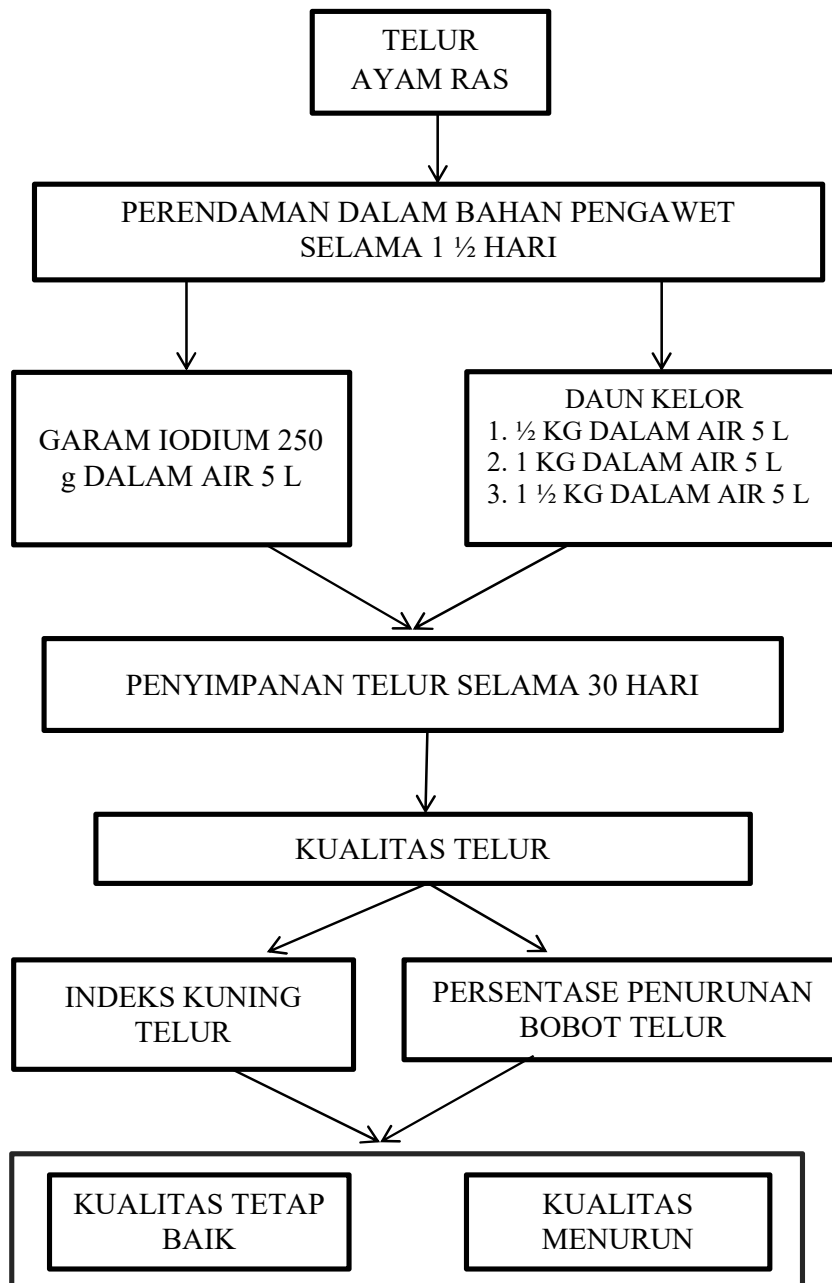 TELUR
AYAM RAS
PERENDAMAN DALAM BAHAN PENGAWET
SELAMA 1 ½ HARI
GARAM IODIUM 250
g DALAM AIR 5 L
DAUN KELOR
1. ½ KG DALAM AIR 5 L
2. 1 KG DALAM AIR 5 L
3. 1 ½ KG DALAM AIR 5 L
PENYIMPANAN TELUR SELAMA 30 HARI
KUALITAS TELUR
INDEKS KUNING
TELUR
PERSENTASE PENURUNAN
BOBOT TELUR
KUALITAS TETAP
BAIK
KUALITAS
MENURUN